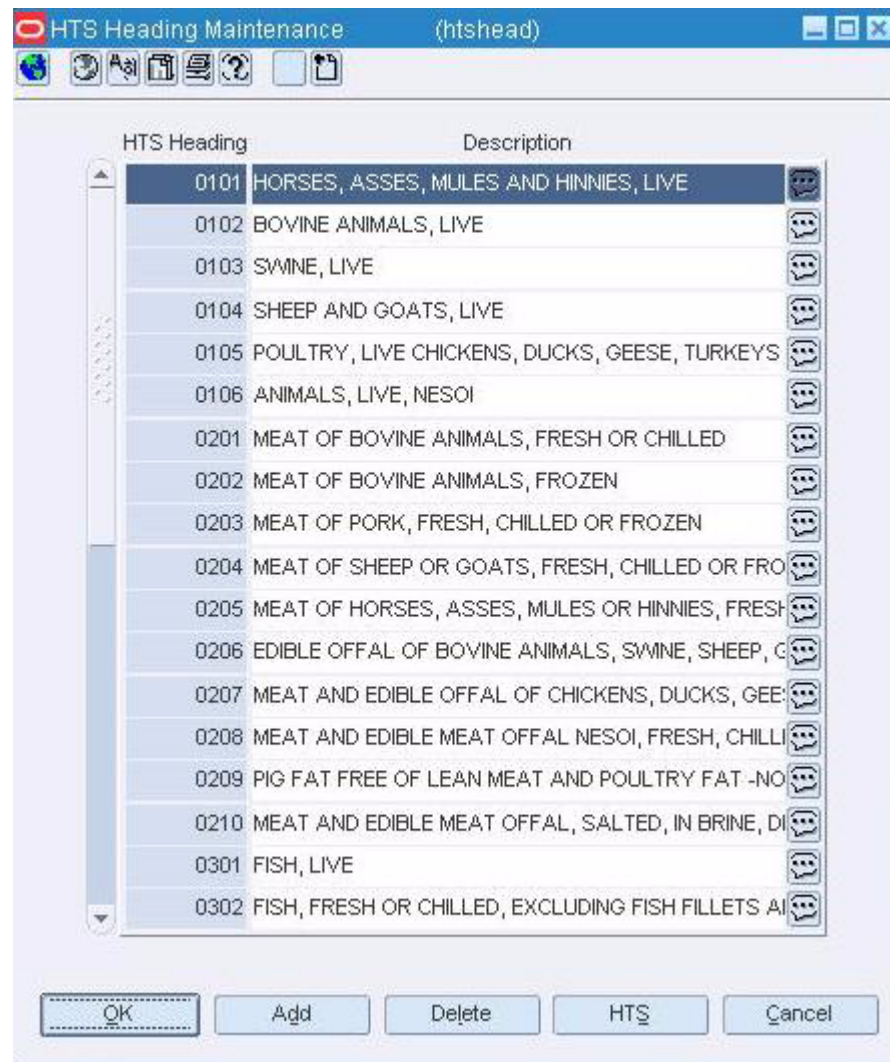 HTS Heading Maintenance (htshead)
HTS Heading Description
0101 HORSES, ASSES, MULES AND HINNIES, LIVE
0102 BOVINE ANIMALS, LIVE
0103 SWINE, LIVE
0104 SHEEP AND GOATS, LIVE
0105 POULTRY, LIVE CHICKENS, DUCKS, GEESE, TURKEYS
0106 ANIMALS, LIVE, NESOI
0201 MEAT OF BOVINE ANIMALS, FRESH OR CHILLED
0202 MEAT OF BOVINE ANIMALS, FROZEN
0203 MEAT OF PORK, FRESH, CHILLED OR FROZEN
0204 MEAT OF SHEEP OR GOATS, FRESH, CHILLED OR FRO
0205 MEAT OF HORSES, ASSES, MULES OR HINNIES, FRESH
0206 EDIBLE OFFAL OF BOVINE ANIMALS, SWINE, SHEEP, G
0207 MEAT AND EDIBLE OFFAL OF CHICKENS, DUCKS, GEES
0208 MEAT AND EDIBLE MEAT OFFAL NESOI, FRESH, CHILL
0209 PIG FAT FREE OF LEAN MEAT AND POULTRY FAT -NO
0210 MEAT AND EDIBLE MEAT OFFAL, SALTED, IN BRINE, D
0301 FISH, LIVE
0302 FISH, FRESH OR CHILLED, EXCLUDING FISH FILLETS A
OK Add Delete HTS Cancel